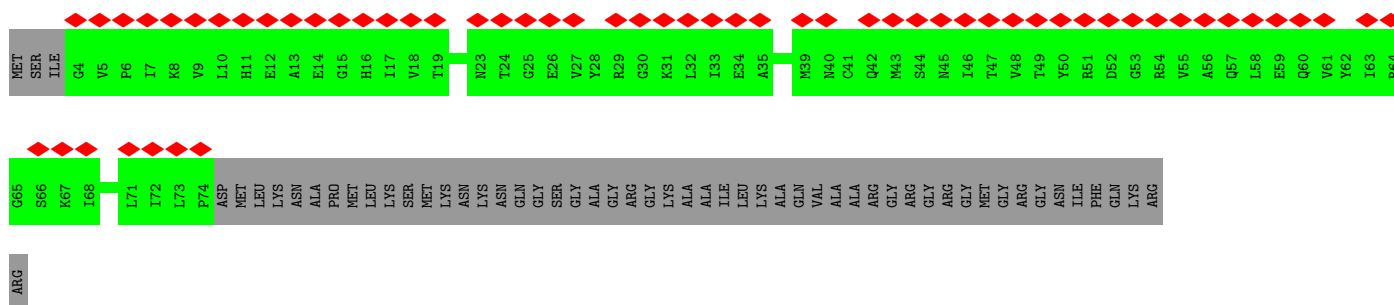 MET SER ILE G4 V5 P6 I7 K8 V9 L10 H11 E12 A13 E14 G15 H16 I17 V18 T19 N23 T24 G25 E26 V27 Y28 R29 G30 K31 L32 I33 E34 A35 M39 N40 C41 Q42 M43 S44 N45 I46 T47 V48 T49 Y50 R51 D52 G53 R54 V55 A56 Q57 L58 E59 Q60 V61 Y62 I63 R64
G65 S66 K67 I68 L71 I72 L73 P74 ASP MET LEU LYS ASN ALA PRO MET LEU LYS SER MET LYS ASN LYS ASN GLN GLY SER GLY ALA GLY ARG GLY LYS ALA ALA ILE LEU LYS ALA GLN VAL ALA ALA ARG GLY ARG GLY ARG GLY MET GLY ARG GLY ASN ILE PHE GLN LYS ARG
ARG